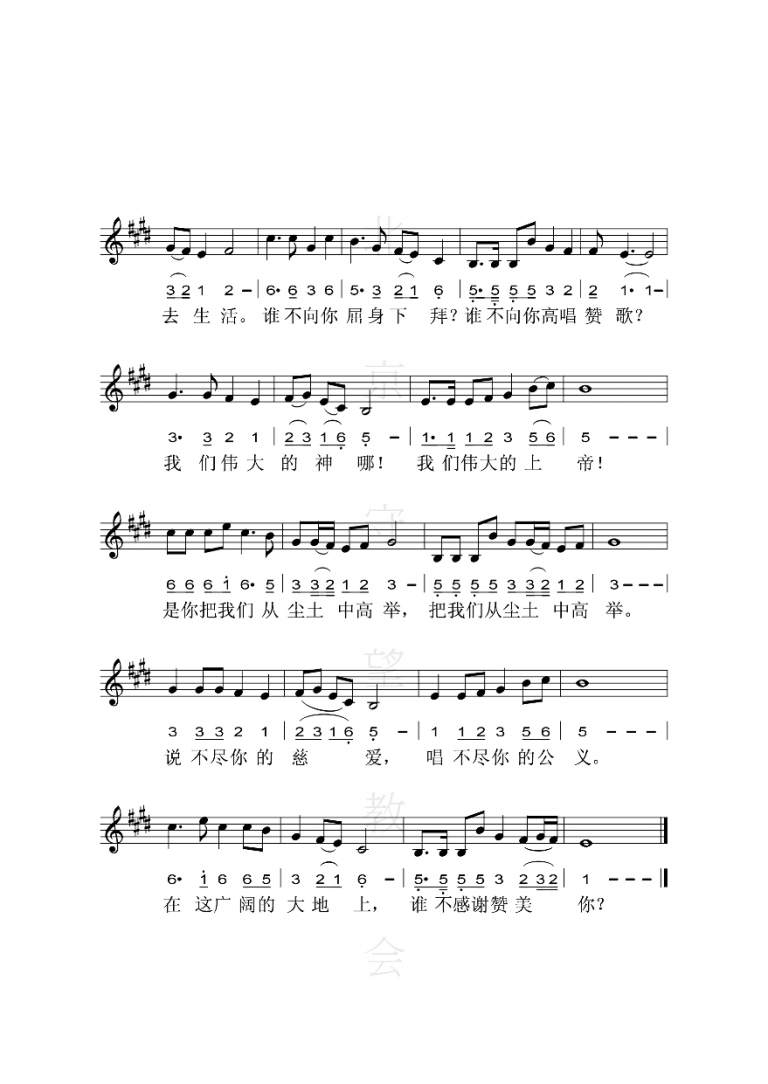 3 2 1 2 – | 6· 6 3 6 | 5· 3 2 1 6 | 5· 5 5 5 3 2 | 2 1· 1 –
去 生 活。 谁 不 向 你 屈 身 下 拜？ 谁 不 向 你 高 唱 赞 歌？
3· 3 2 1 | 2 3 1 6 5 – | 1· 1 1 2 3 5 6 | 5 – – – |
我 们 伟 大 的 神 哪！ 我 们 伟 大 的 上 帝！
6 6 6 1 6· 5 | 3 3 2 1 2 3 – | 5 5 5 5 3 3 2 1 2 | 3 – – – |
是 你 把 我 们 从 尘 土 中 高 举， 把 我 们 从 尘 土 中 高 举。
3 3 3 2 1 | 2 3 1 6 5 – | 1 1 2 3 5 6 | 5 – – – |
说 不 尽 你 的 慈 爱， 唱 不 尽 你 的 公 义。
6· 1 6 6 5 | 3 2 1 6 – | 5· 5 5 5 3 2 3 2 | 1 – – – ‖
在 这 广 阔 的 大 地 上， 谁 不 感 谢 赞 美 你？
北 京 守 望 教 会